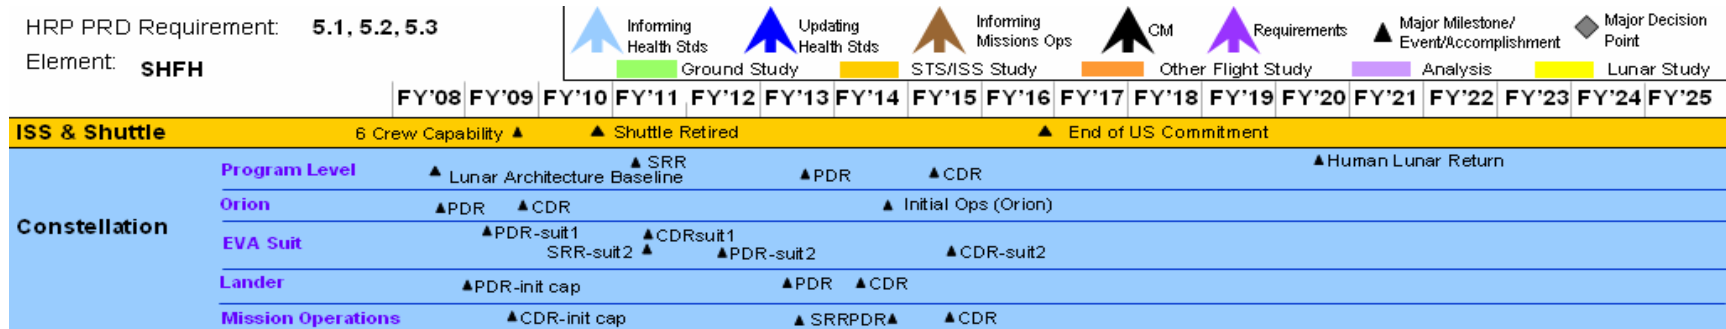 HRP PRD Requirement: 5.1, 5.2, 5.3
Element: SHFH
Informing Health Stds
Updating Health Stds
Informing Missions Ops
CM
Requirements
Major Milestone/ Event/Accomplishment
Major Decision Point
Ground Study STS/ISS Study Other Flight Study Analysis Lunar Study
FY'08 FY'09 FY'10 FY'11 FY'12 FY'13 FY'14 FY'15 FY'16 FY'17 FY'18 FY'19 FY'20 FY'21 FY'22 FY'23 FY'24 FY'25
ISS & Shuttle 6 Crew Capability Shuttle Retired End of US Commitment
Constellation
Program Level Lunar Architecture Baseline SRR PDR CDR Human Lunar Return
Orion PDR CDR Initial Ops (Orion)
EVA Suit PDR-suit1 CDRsuit1
SRR-suit2 PDR-suit2 CDR-suit2
Lander PDR-init cap PDR CDR
Mission Operations CDR-init cap SRR PDR CDR